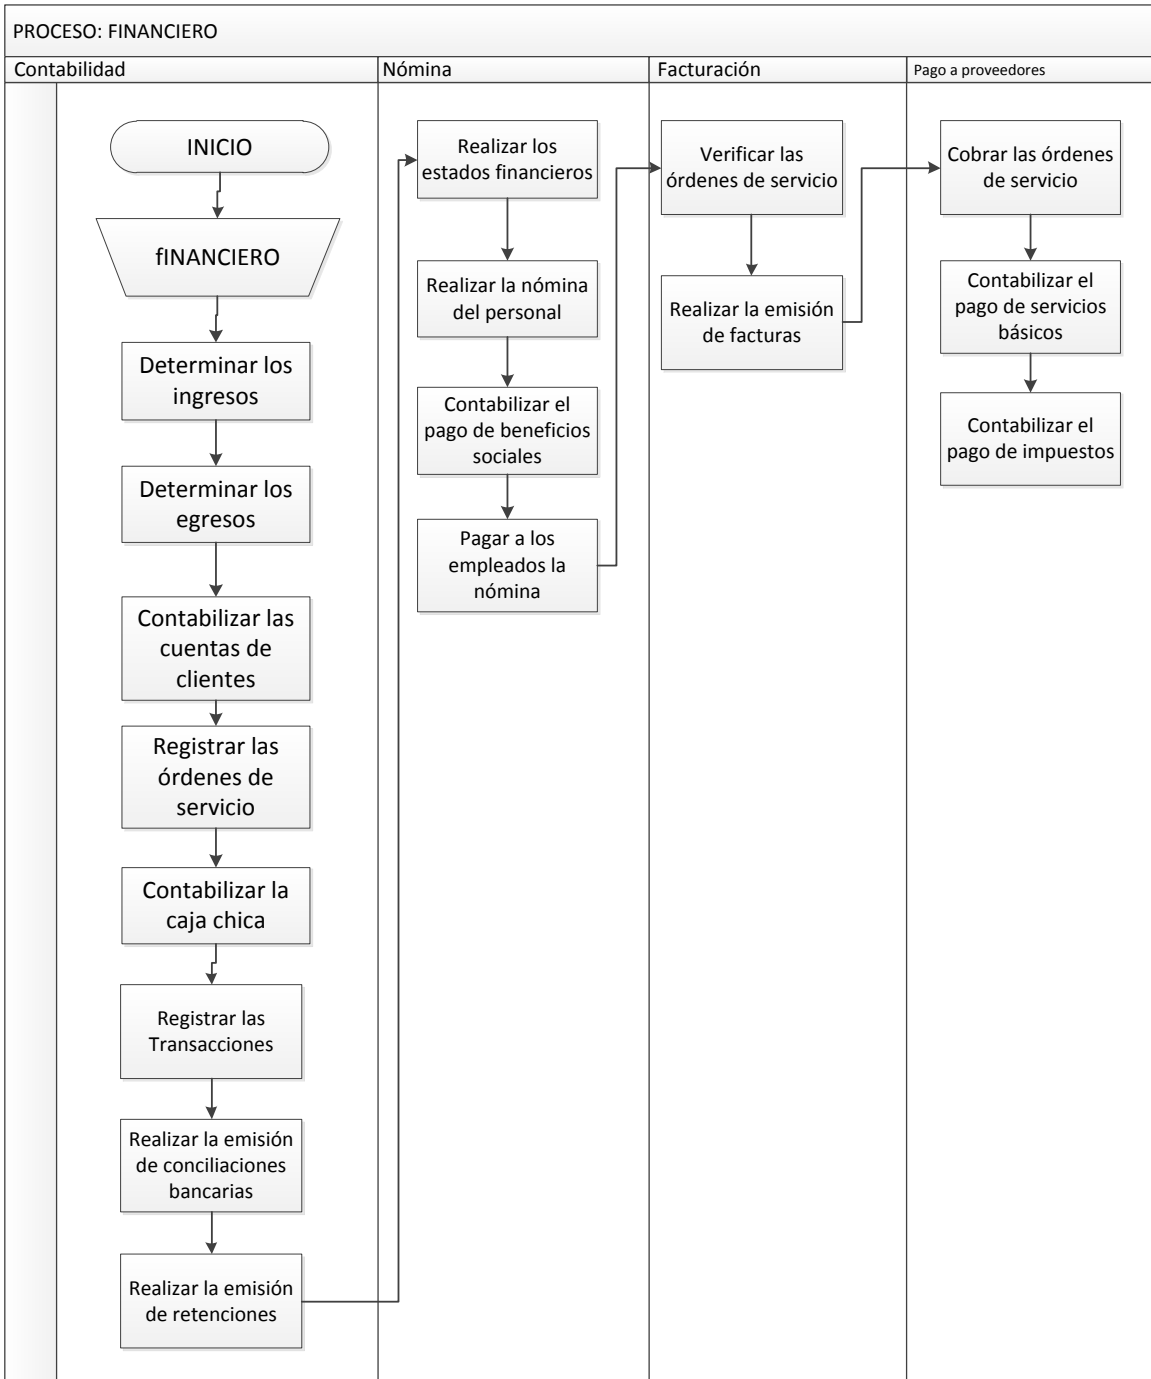 PROCESO: FINANCIERO
Contabilidad
Nómina
Facturación
Pago a proveedores
INICIO
fINANCIERO
Determinar los
ingresos
Determinar los
egresos
Contabilizar las
cuentas de
clientes
Registrar las
órdenes de
servicio
Contabilizar la
caja chica
Registrar las
Transacciones
Realizar la emisión
de conciliaciones
bancarias
Realizar la emisión
de retenciones
Realizar los
estados financieros
Realizar la nómina
del personal
Contabilizar el
pago de beneficios
sociales
Pagar a los
empleados la
nómina
Verificar las
órdenes de servicio
Realizar la emisión
de facturas
Cobrar las órdenes
de servicio
Contabilizar el
pago de servicios
básicos
Contabilizar el
pago de impuestos